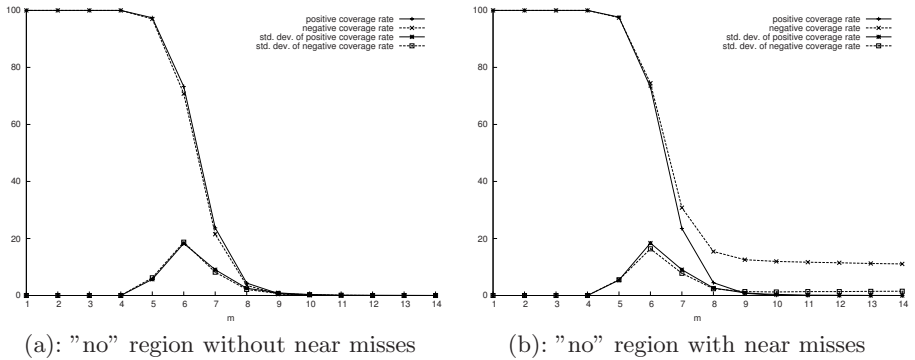 100
80
60
40
20
0
positive coverage rate
negative coverage rate
std. dev. of positive coverage rate
std. dev. of negative coverage rate
1 2 3 4 5 6 7 8 9 10 11 12 13 14
m
(a): ”no” region without near misses
100
80
60
40
20
0
positive coverage rate
negative coverage rate
std. dev. of positive coverage rate
std. dev. of negative coverage rate
1 2 3 4 5 6 7 8 9 10 11 12 13 14
m
(b): ”no” region with near misses